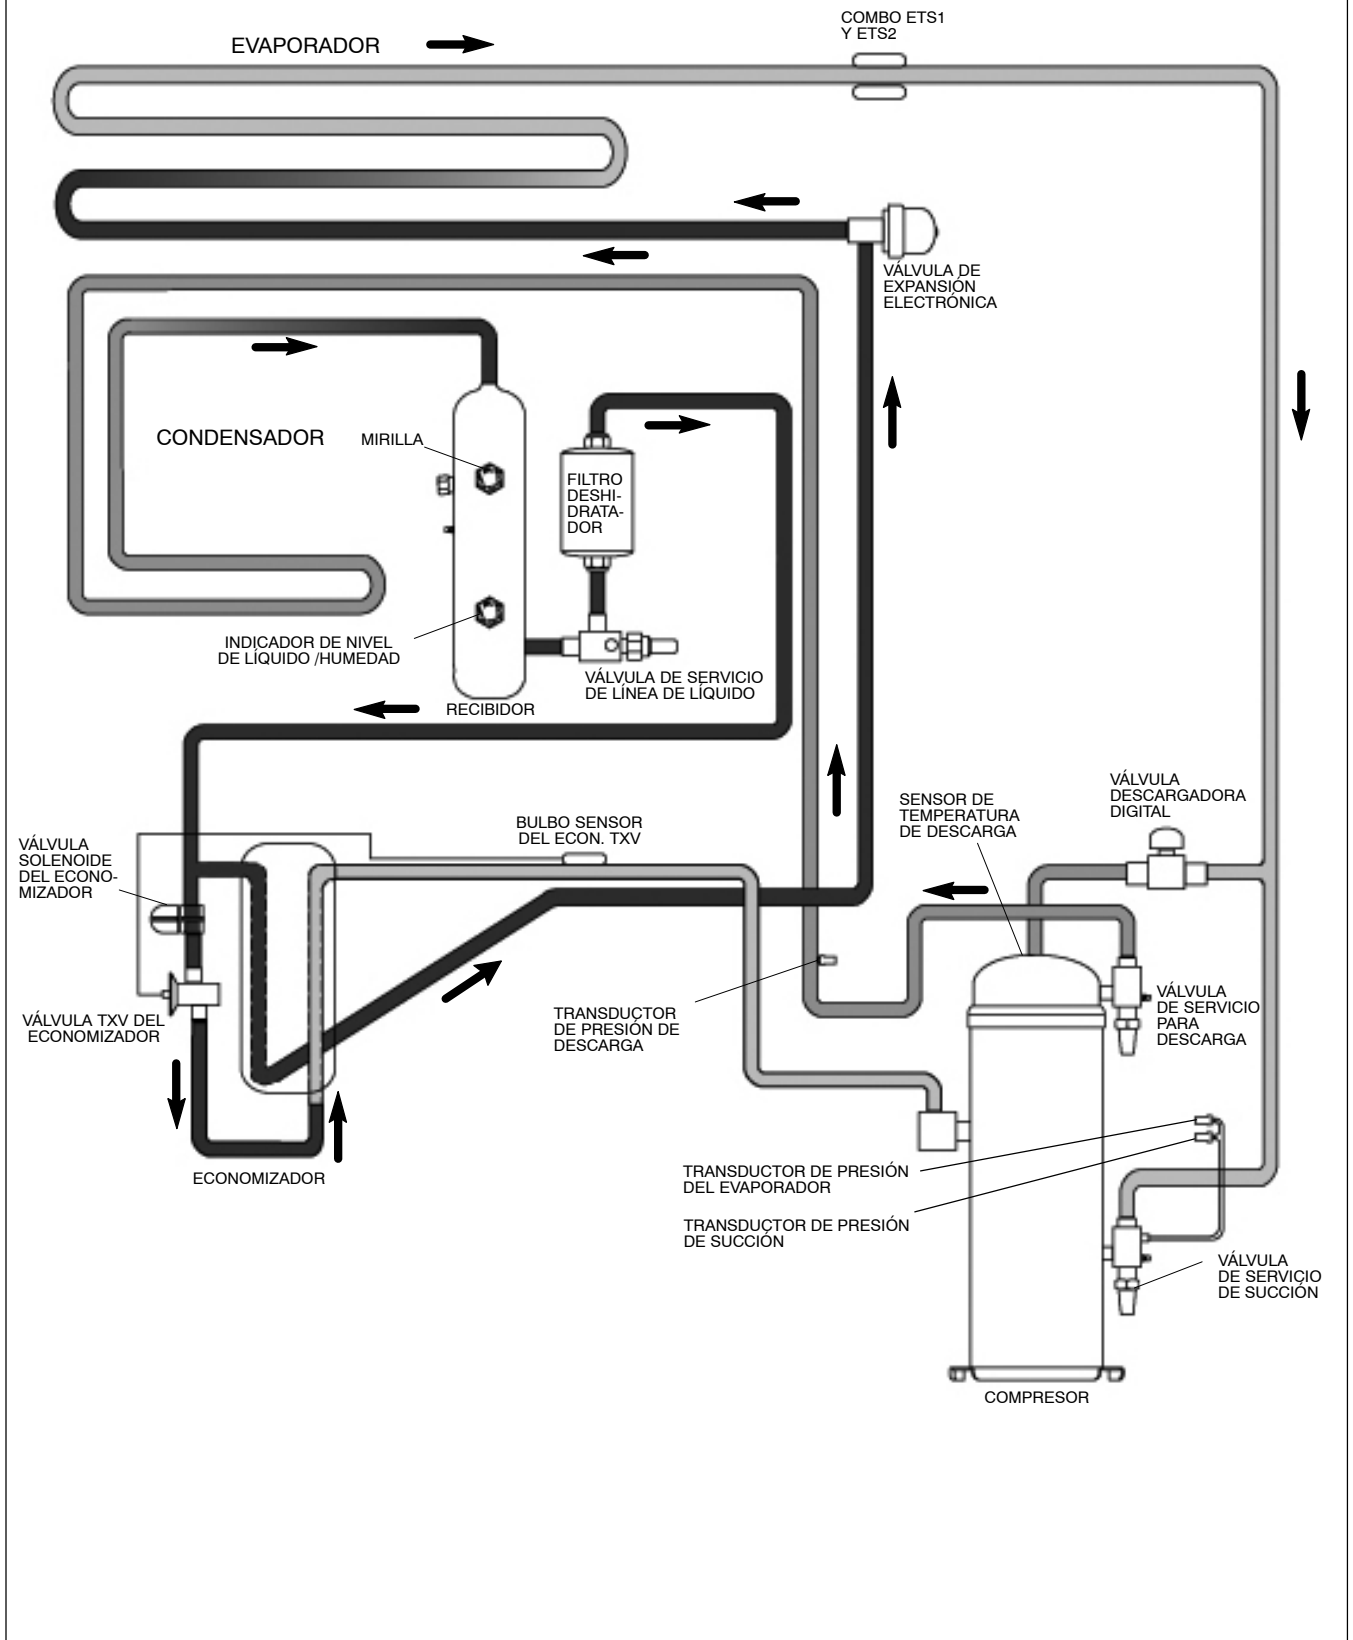 COMBO ETS1
Y ETS2
EVAPORADOR
VÁLVULA DE
EXPANSIÓN
ELECTRÓNICA
CONDENSADOR
MIRILLA
FILTRO
DESHI-
DRATA-
DOR
INDICADOR DE NIVEL
DE LÍQUIDO /HUMEDAD
VÁLVULA DE SERVICIO
DE LÍNEA DE LÍQUIDO
RECIBIDOR
VÁLVULA
DESCARGADORA
DIGITAL
SENSOR DE
TEMPERATURA
DE DESCARGA
BULBO SENSOR
DEL ECON. TXV
VÁLVULA
SOLENOIDE
DEL ECONO-
MIZADOR
VÁLVULA TXV DEL
ECONOMIZADOR
TRANSDUCTOR
DE PRESIÓN DE
DESCARGA
VÁLVULA
DE SERVICIO
PARA
DESCARGA
ECONOMIZADOR
TRANSDUCTOR DE PRESIÓN
DEL EVAPORADOR
TRANSDUCTOR DE PRESIÓN
DE SUCCIÓN
VÁLVULA
DE SERVICIO
DE SUCCIÓN
COMPRESOR